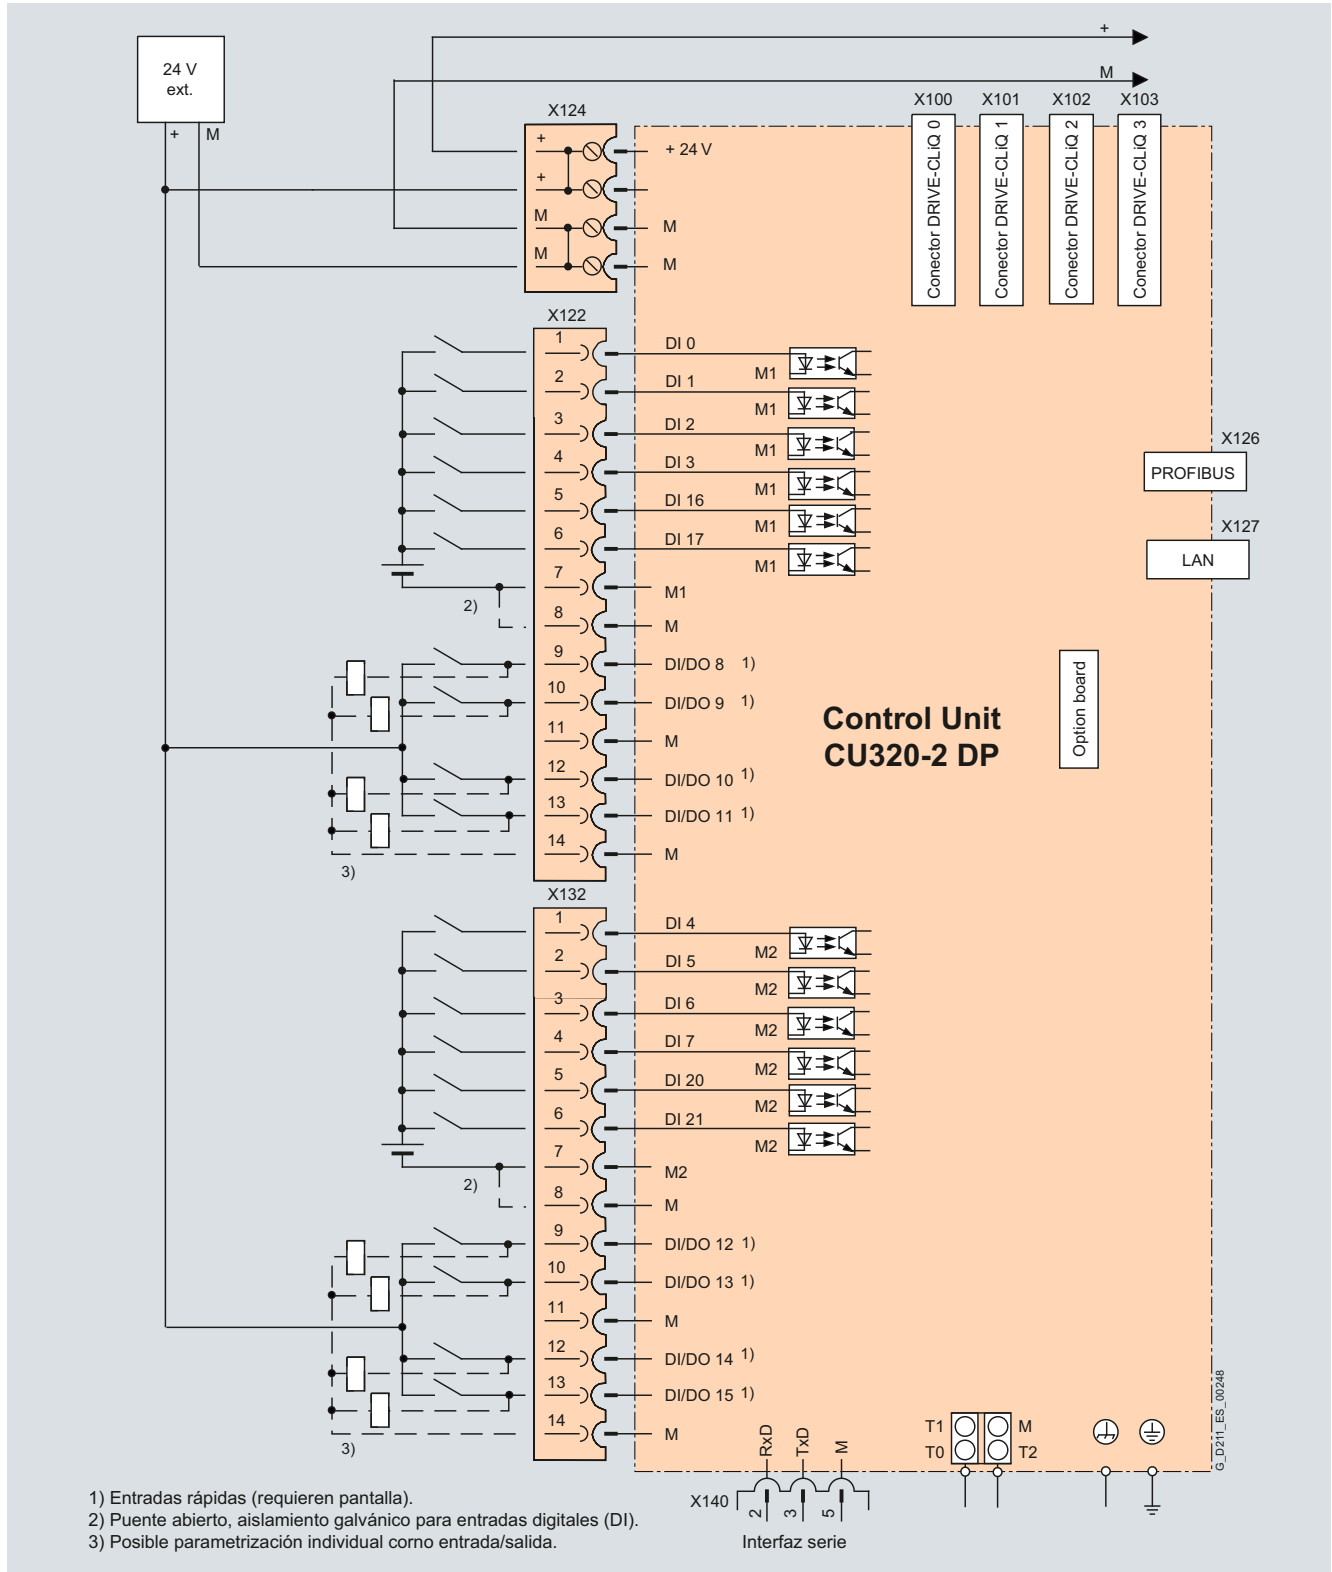 24 V
ext.
+
M
+
M
X124
+
+
M
M
+ 24 V
M
M
X100
X101
X102
X103
Conector DRIVE-CLiQ 0
Conector DRIVE-CLiQ 1
Conector DRIVE-CLiQ 2
Conector DRIVE-CLiQ 3
X122
1
DI 0
M1
2
DI 1
M1
3
DI 2
M1
4
DI 3
M1
5
DI 16
M1
6
DI 17
M1
7
M1
2)
8
M
9
DI/DO 8 1)
10
DI/DO 9 1)
11
M
12
DI/DO 10 1)
13
DI/DO 11 1)
14
M
3)
X126
PROFIBUS
X127
LAN
Option board
Control Unit
CU320-2 DP
X132
1
DI 4
M2
2
DI 5
M2
3
DI 6
M2
4
DI 7
M2
5
DI 20
M2
6
DI 21
M2
7
M2
2)
8
M
9
DI/DO 12 1)
10
DI/DO 13 1)
11
M
12
DI/DO 14 1)
13
DI/DO 15 1)
14
M
3)
RxD
TxD
M
X140
2
3
5
Interfaz serie
T1
M
T0
T2
G_D211_ES_00248
1) Entradas rápidas (requieren pantalla).
2) Puente abierto, aislamiento galvánico para entradas digitales (DI).
3) Posible parametrización individual corno entrada/salida.